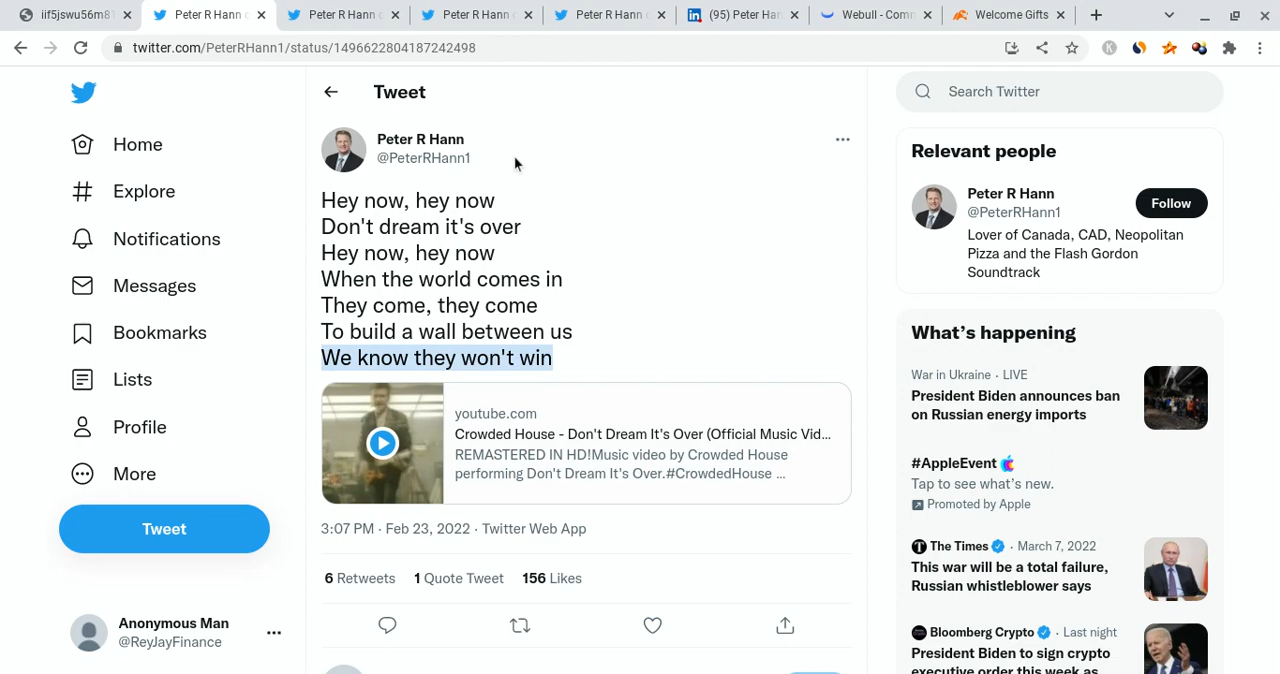 iif5jswu56m81
Peter R Hann
Peter R Hann
Peter R Hann
Peter R Hann
(95) Peter Han
Webull - Comm
Welcome Gifts
twitter.com/PeterRHann1/status/1496622804187242498
Home
Explore
Notifications
Messages
Bookmarks
Lists
Profile
More
Tweet
Anonymous Man
@ReyJayFinance
Tweet
Peter R Hann
@PeterRHann1
Hey now, hey now
Don't dream it's over
Hey now, hey now
When the world comes in
They come, they come
To build a wall between us
We know they won't win
youtube.com
Crowded House - Don't Dream It's Over (Official Music Vid...
REMASTERED IN HD!Music video by Crowded House
performing Don't Dream It's Over.#CrowdedHouse ...
3:07 PM · Feb 23, 2022 · Twitter Web App
6 Retweets 1 Quote Tweet 156 Likes
Search Twitter
Relevant people
Peter R Hann
@PeterRHann1
Follow
Lover of Canada, CAD, Neopolitan
Pizza and the Flash Gordon
Soundtrack
What's happening
War in Ukraine · LIVE
President Biden announces ban
on Russian energy imports
#AppleEvent
Tap to see what's new.
Promoted by Apple
The Times · March 7, 2022
This war will be a total failure,
Russian whistleblower says
Bloomberg Crypto · Last night
President Biden to sign crypto
executive order this week as